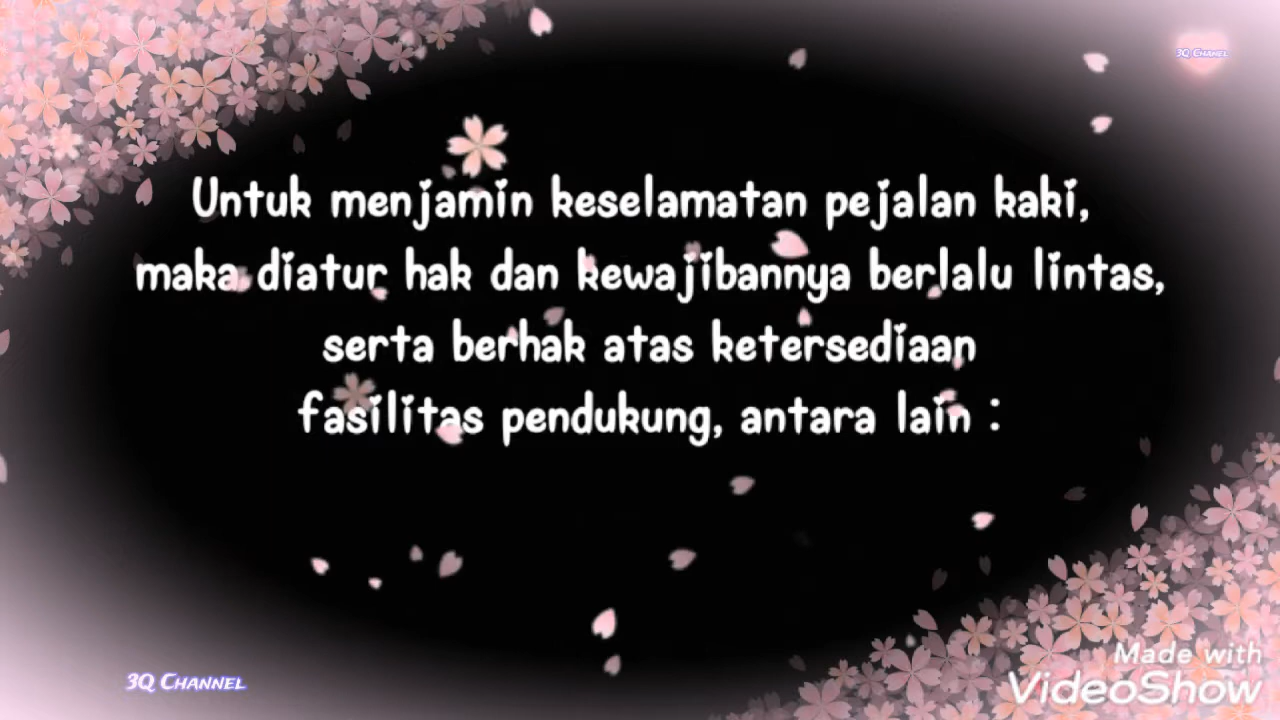 3Q Chanel
Untuk menjamin keselamatan pejalan kaki,
maka diatur hak dan kewajibannya berlalu lintas,
serta berhak atas ketersediaan
fasilitas pendukung, antara lain :
3Q Channel
Made with
VideoShow